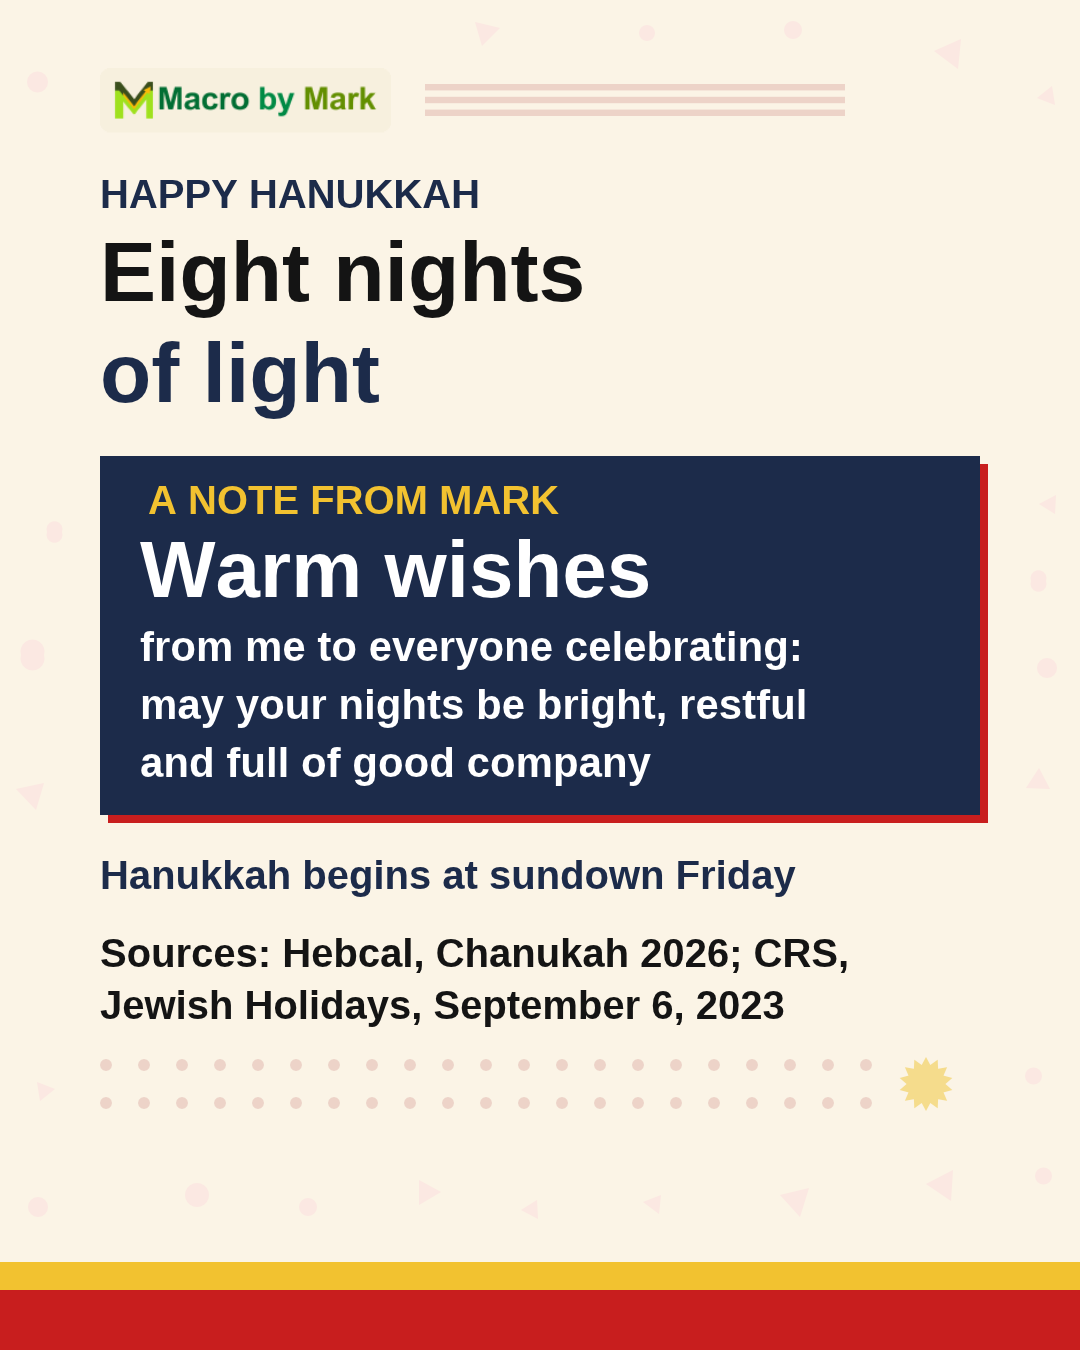 Macro by Mark
HAPPY HANUKKAH
Eight nights
of light
A NOTE FROM MARK
Warm wishes
from me to everyone celebrating:
may your nights be bright, restful
and full of good company
Hanukkah begins at sundown Friday
Sources: Hebcal, Chanukah 2026; CRS,
Jewish Holidays, September 6, 2023